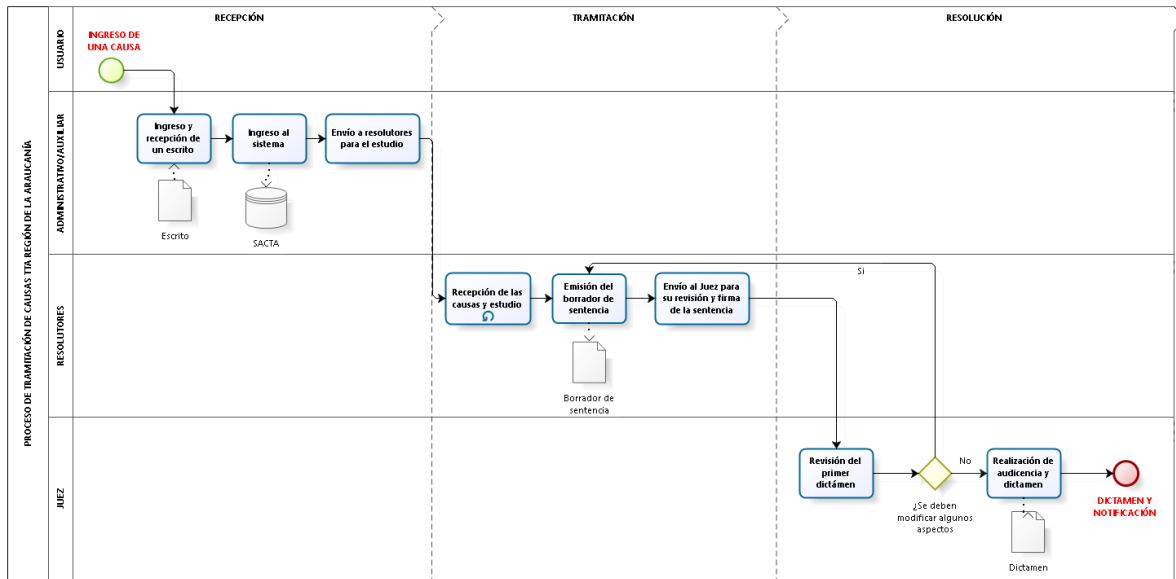 PROCESO DE TRAMITACIÓN DE CAUSAS TTA REGIÓN DE LA ARAUCANÍA
RECEPCIÓN
TRAMITACIÓN
RESOLUCIÓN
USUARIO
INGRESO DE
UNA CAUSA
ADMINISTRATIVO/AUXILIAR
Ingreso y
recepción de
un escrito
Ingreso al
sistema
Envío a resolutores
para el estudio
Escrito
SACTA
RESOLUTORES
Recepción de las
causas y estudio
Emisión del
borrador de
sentencia
Envío al Juez para
su revisión y firma
de la sentencia
Si
Borrador de
sentencia
JUEZ
Revisión del
primer
dictámen
¿Se deben
modificar algunos
aspectos
No
Realización de
audicencia y
dictamen
Dictamen
DICTAMEN Y
NOTIFICACIÓN